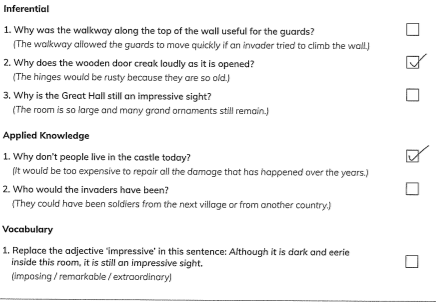 Inferential
1. Why was the walkway along the top of the wall useful for the guards?
(The walkway allowed the guards to move quickly if an invader tried to climb the wall.)
2. Why does the wooden door creak loudly as it is opened?
(The hinges would be rusty because they are so old.)
3. Why is the Great Hall still an impressive sight?
(The room is so large and many grand ornaments still remain.)
Applied Knowledge
1. Why don't people live in the castle today?
(It would be too expensive to repair all the damage that has happened over the years.)
2. Who would the invaders have been?
(They could have been soldiers from the next village or from another country.)
Vocabulary
1. Replace the adjective 'impressive' in this sentence: Although it is dark and eerie
inside this room, it is still an impressive sight.
(imposing / remarkable / extraordinary)